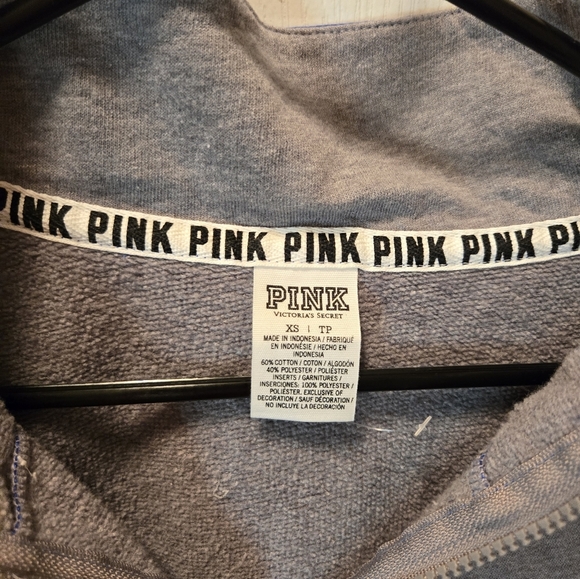 PINK PINK PINK PINK PINK PINK PI
PINK
VICTORIA'S SECRET
XS | TP
MADE IN INDONESIA / FABRIQUÉ
EN INDONÉSIE / HECHO EN
INDONESIA
60% COTTON / COTON / ALGODÓN
40% POLYESTER / POLIÉSTER
INSERTS / GARNITURES /
INSERCIONES: 100% POLYESTER /
POLIÉSTER. EXCLUSIVE OF
DECORATION / SAUF DÉCORATION /
NO INCLUYE LA DECORACIÓN